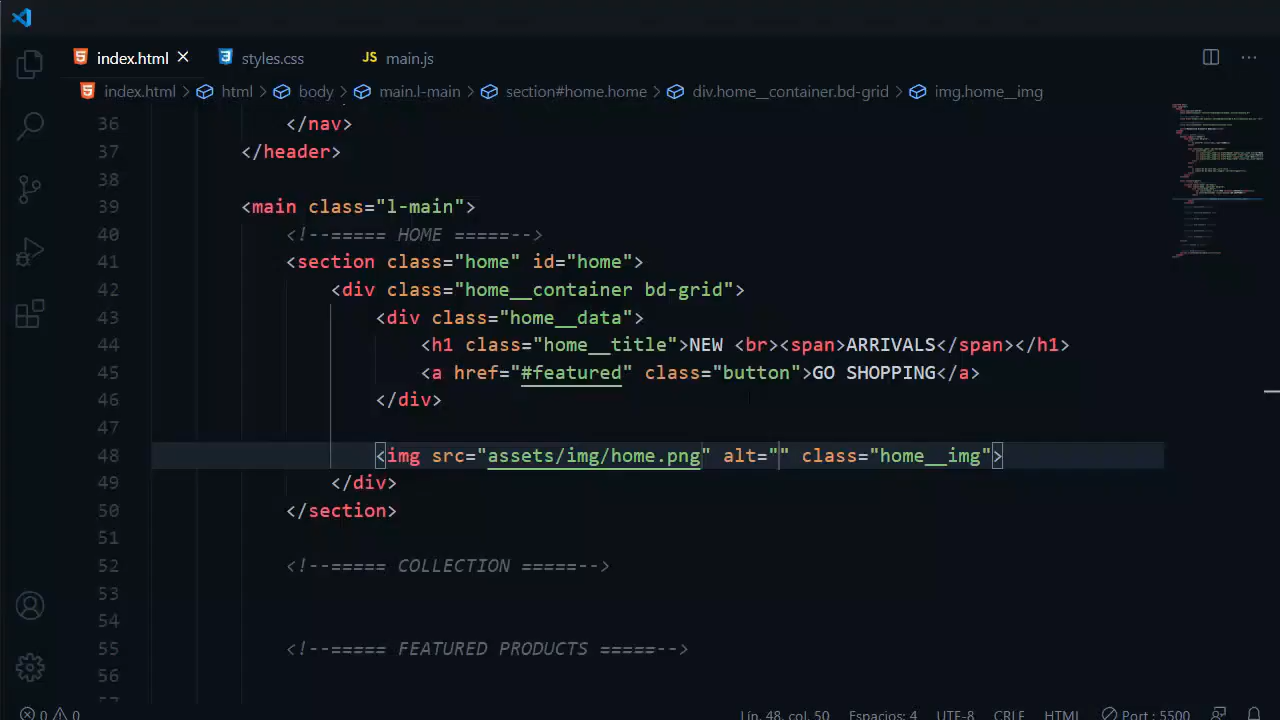 index.html × styles.css JS main.js
index.html > html > body > main.l-main > section#home.home > div.home__container.bd-grid > img.home__img
36 </nav>
37 </header>
38
39 <main class="l-main">
40 <!--===== HOME =====-->
41 <section class="home" id="home">
42 <div class="home__container bd-grid">
43 <div class="home__data">
44 <h1 class="home__title">NEW <br><span>ARRIVALS</span></h1>
45 <a href="#featured" class="button">GO SHOPPING</a>
46 </div>
47
48 <img src="assets/img/home.png" alt="" class="home__img">
49 </div>
50 </section>
51
52 <!--===== COLLECTION =====-->
53
54
55 <!--===== FEATURED PRODUCTS =====-->
56
57
0 0 Lín. 48, col. 50 Espacios: 4 UTF-8 CRLF HTML Port : 5500